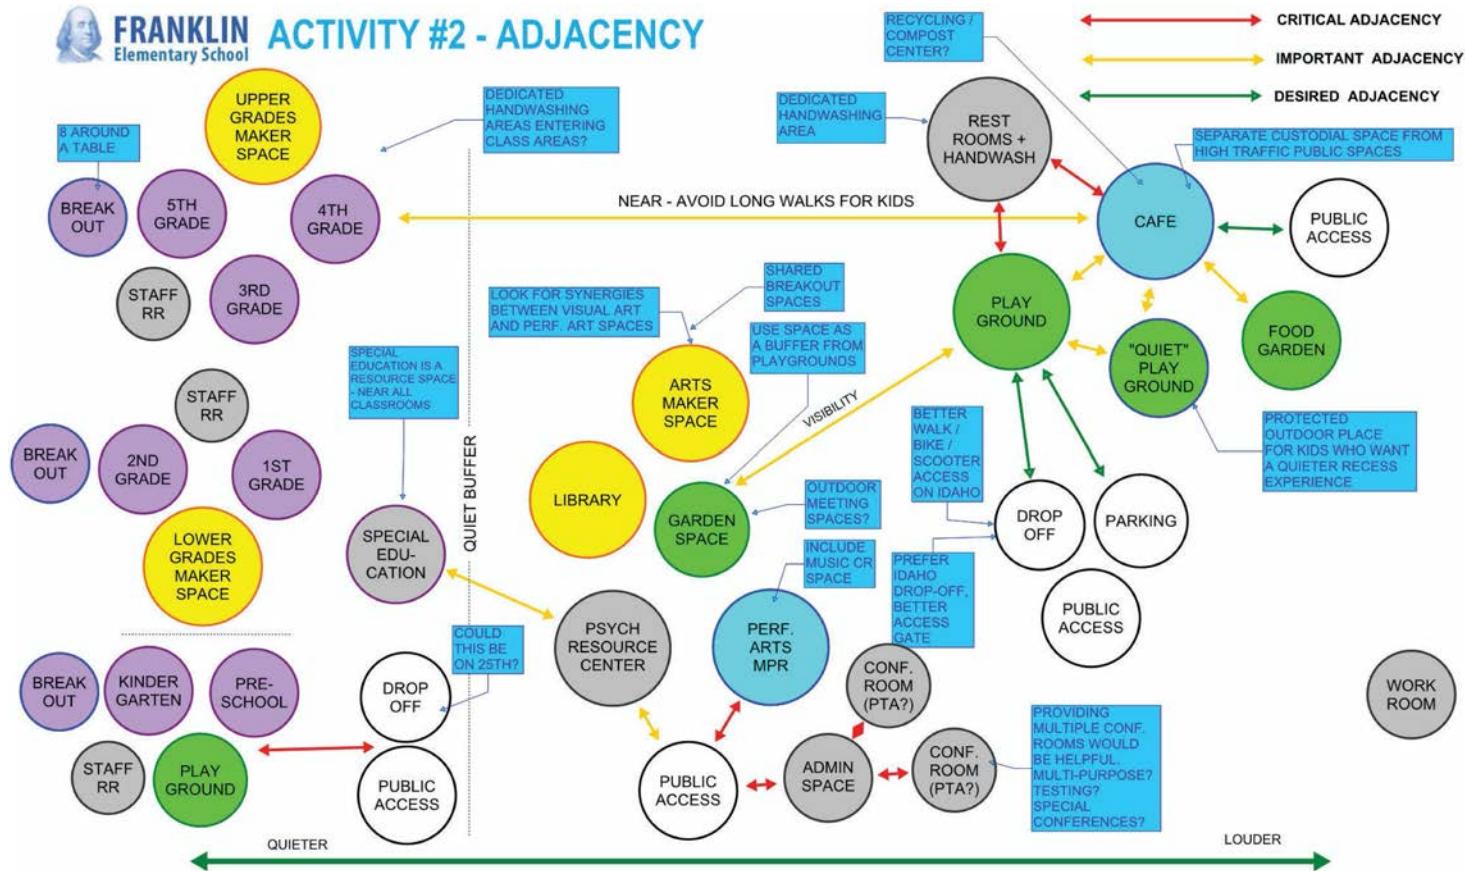 FRANKLIN
Elementary School
ACTIVITY #2 - ADJACENCY
CRITICAL ADJACENCY
IMPORTANT ADJACENCY
DESIRED ADJACENCY
RECYCLING /
COMPOST
CENTER?
UPPER
GRADES
MAKER
SPACE
8 AROUND
A TABLE
DEDICATED
HANDWASHING
AREAS ENTERING
CLASS AREAS?
DEDICATED
HANDWASHING
AREA
REST
ROOMS +
HANDWASH
SEPARATE CUSTODIAL SPACE FROM
HIGH TRAFFIC PUBLIC SPACES
BREAK
OUT
5TH
GRADE
4TH
GRADE
NEAR - AVOID LONG WALKS FOR KIDS
CAFE
PUBLIC
ACCESS
STAFF
RR
3RD
GRADE
LOOK FOR SYNERGIES
BETWEEN VISUAL ART
AND PERF. ART SPACES
SHARED
BREAKOUT
SPACES
USE SPACE AS
A BUFFER FROM
PLAYGROUNDS
PLAY
GROUND
"QUIET"
PLAY
GROUND
FOOD
GARDEN
SPECIAL
EDUCATION IS A
RESOURCE SPACE
- NEAR ALL
CLASSROOMS
STAFF
RR
ARTS
MAKER
SPACE
VISIBILITY
BETTER
WALK /
BIKE /
SCOOTER
ACCESS
ON IDAHO
PROTECTED
OUTDOOR PLACE
FOR KIDS WHO WANT
A QUIETER RECESS
EXPERIENCE
BREAK
OUT
2ND
GRADE
1ST
GRADE
QUIET BUFFER
LIBRARY
GARDEN
SPACE
OUTDOOR
MEETING
SPACES?
DROP
OFF
PARKING
LOWER
GRADES
MAKER
SPACE
SPECIAL
EDU-
CATION
INCLUDE
MUSIC CR
SPACE
PREFER
IDAHO
DROP-OFF,
BETTER
ACCESS
GATE
PUBLIC
ACCESS
COULD
THIS BE
ON 25TH?
PSYCH
RESOURCE
CENTER
PERF.
ARTS
MPR
CONF.
ROOM
(PTA?)
WORK
ROOM
BREAK
OUT
KINDER
GARTEN
PRE-
SCHOOL
DROP
OFF
STAFF
RR
PLAY
GROUND
PUBLIC
ACCESS
PUBLIC
ACCESS
ADMIN
SPACE
CONF.
ROOM
(PTA?)
PROVIDING
MULTIPLE CONF.
ROOMS WOULD
BE HELPFUL.
MULTI-PURPOSE?
TESTING?
SPECIAL
CONFERENCES?
QUIETER
LOUDER